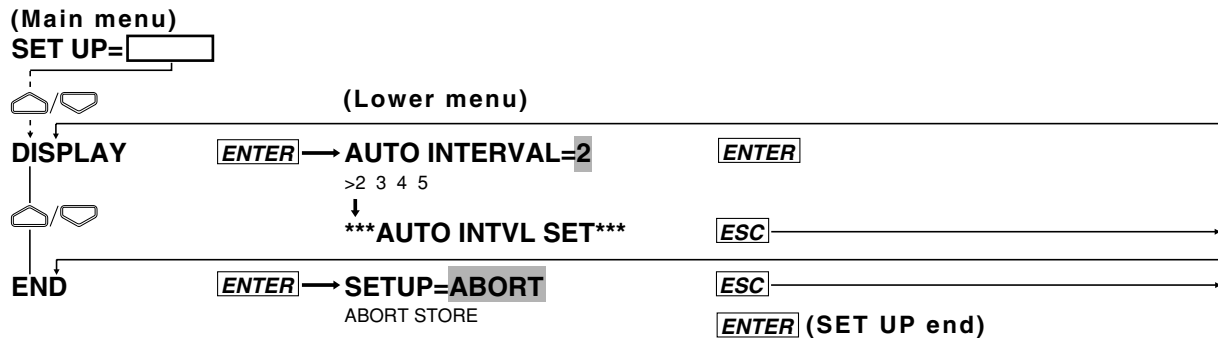 (Main menu)
SET UP=
/
(Lower menu)
DISPLAY ENTER AUTO INTERVAL=2 ENTER
>2 3 4 5
/
***AUTO INTVL SET*** ESC
END ENTER SETUP=ABORT ESC
ABORT STORE
ENTER (SET UP end)